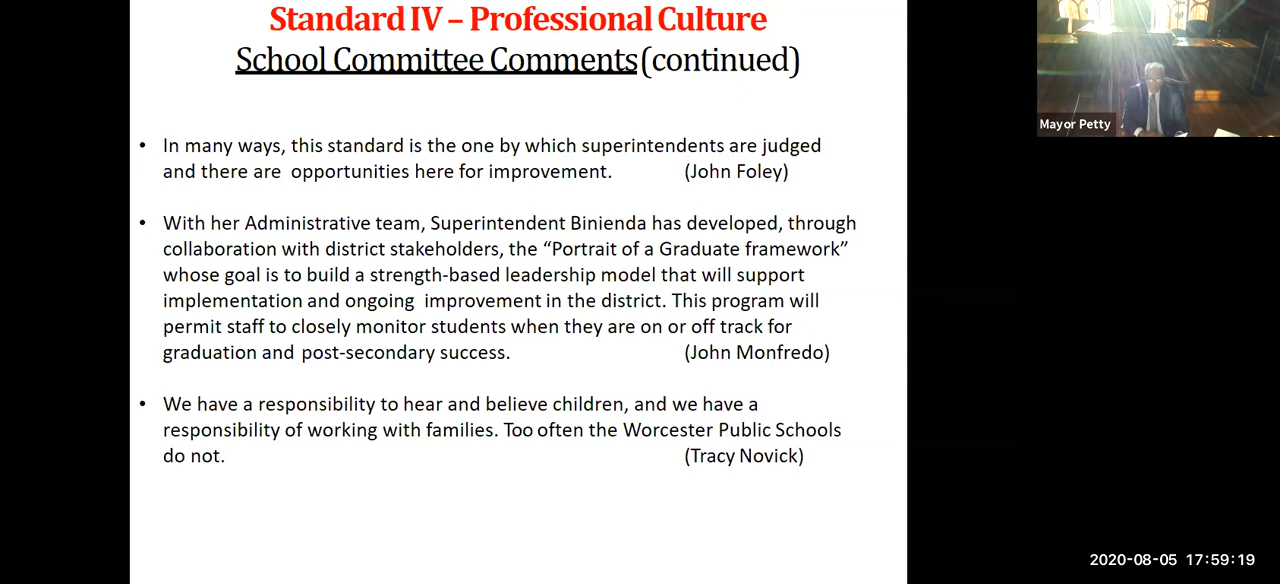 Standard IV – Professional Culture
School Committee Comments (continued)
• In many ways, this standard is the one by which superintendents are judged
and there are opportunities here for improvement. (John Foley)
• With her Administrative team, Superintendent Binienda has developed, through
collaboration with district stakeholders, the “Portrait of a Graduate framework”
whose goal is to build a strength-based leadership model that will support
implementation and ongoing improvement in the district. This program will
permit staff to closely monitor students when they are on or off track for
graduation and post-secondary success. (John Monfredo)
• We have a responsibility to hear and believe children, and we have a
responsibility of working with families. Too often the Worcester Public Schools
do not. (Tracy Novick)
Mayor Petty
2020-08-05 17:59:19